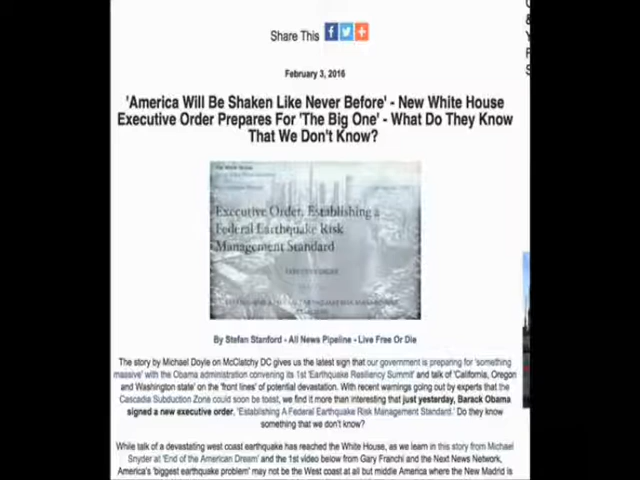 Share This
February 3, 2016
'America Will Be Shaken Like Never Before' - New White House
Executive Order Prepares For 'The Big One' - What Do They Know
That We Don't Know?
Executive Order, Establishing a
Federal Earthquake Risk
Management Standard
By Stefan Stanford - All News Pipeline - Live Free Or Die
The story by Michael Doyle on McClatchy DC gives us the latest sign that our government is preparing for 'something
massive' with the Obama administration convening its 1st 'Earthquake Resiliency Summit' and talk of 'California, Oregon
and Washington state' on the 'front lines' of potential devastation. With recent warnings going out by experts that the
Cascadia Subduction Zone could soon be toast, we find it more than interesting that just yesterday, Barack Obama
signed a new executive order, 'Establishing A Federal Earthquake Risk Management Standard.' Do they know
something that we don't know?
While talk of a devastating west coast earthquake has reached the White House, as we learn in this story from Michael
Snyder at 'End of the American Dream' and the 1st video below from Gary Franchi and the Next News Network,
America's 'biggest earthquake problem' may not be the West coast at all but middle America where the New Madrid is